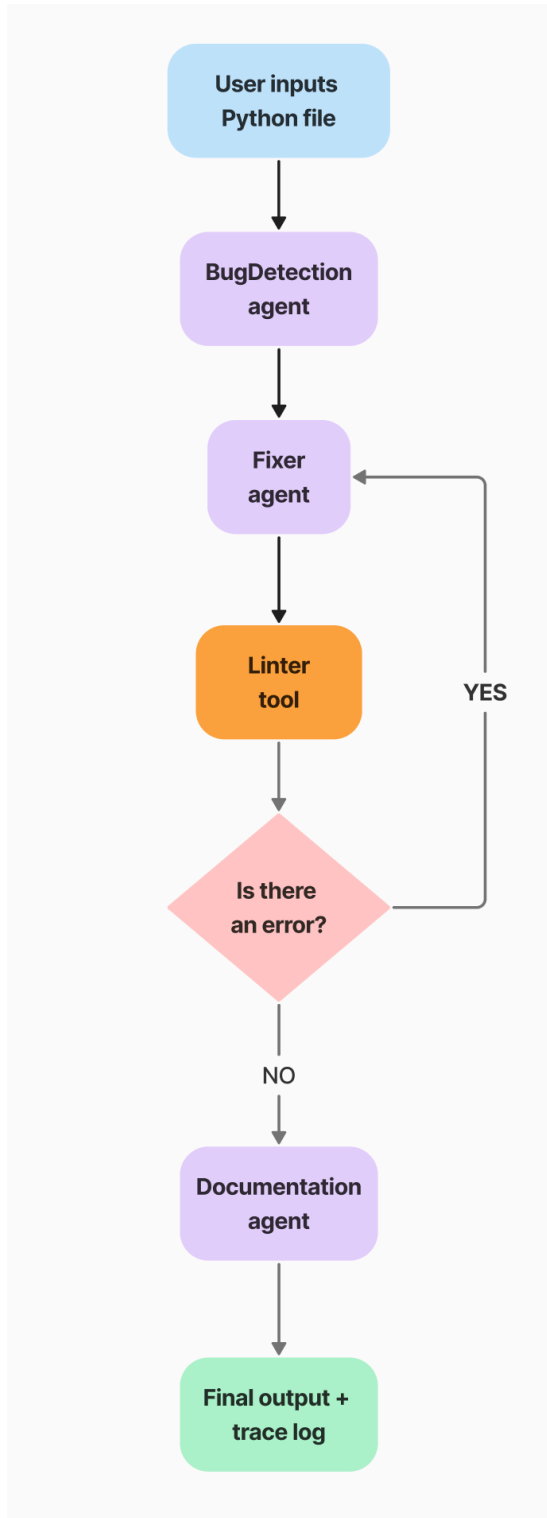 User inputs
Python file
BugDetection
agent
Fixer
agent
Linter
tool
YES
Is there
an error?
NO
Documentation
agent
Final output +
trace log